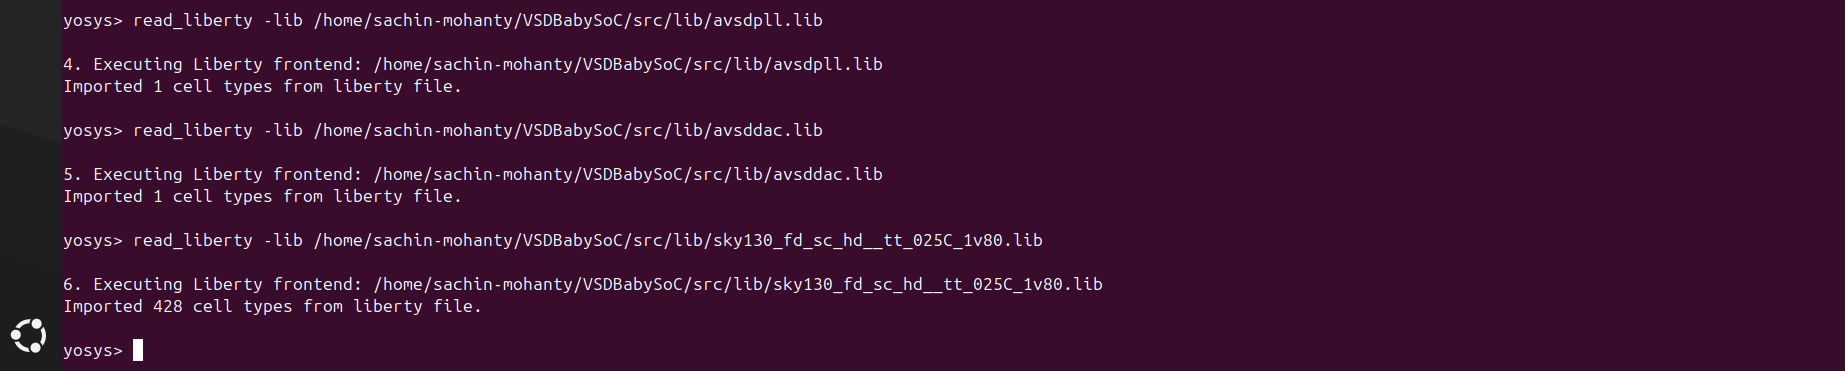 yosys> read_liberty -lib /home/sachin-mohanty/VSDBabySoC/src/lib/avsdpll.lib
4. Executing Liberty frontend: /home/sachin-mohanty/VSDBabySoC/src/lib/avsdpll.lib
Imported 1 cell types from liberty file.
yosys> read_liberty -lib /home/sachin-mohanty/VSDBabySoC/src/lib/avsddac.lib
5. Executing Liberty frontend: /home/sachin-mohanty/VSDBabySoC/src/lib/avsddac.lib
Imported 1 cell types from liberty file.
yosys> read_liberty -lib /home/sachin-mohanty/VSDBabySoC/src/lib/sky130_fd_sc_hd__tt_025C_1v80.lib
6. Executing Liberty frontend: /home/sachin-mohanty/VSDBabySoC/src/lib/sky130_fd_sc_hd__tt_025C_1v80.lib
Imported 428 cell types from liberty file.
yosys>